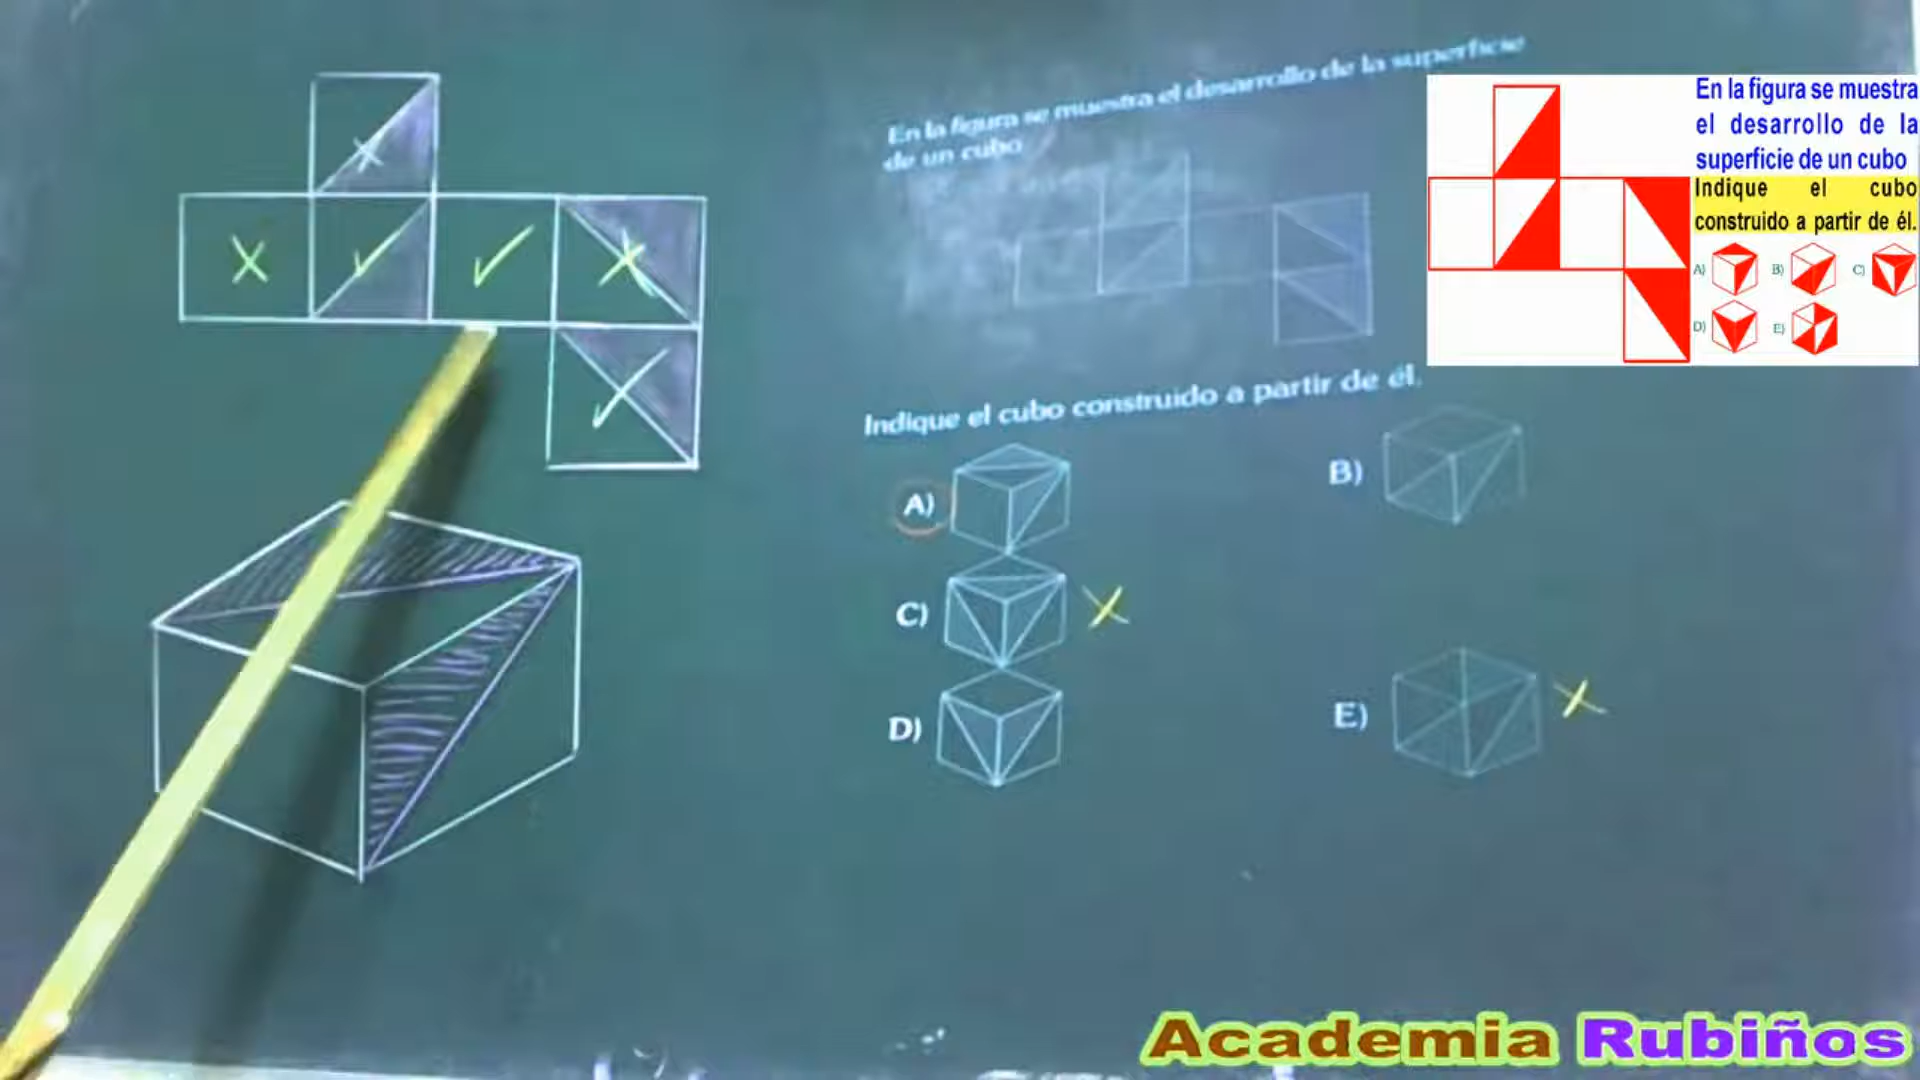 En la figura se muestra el desarrollo de la superficie
de un cubo
Indique el cubo construido a partir de él.
A)
B)
C)
D)
E)
En la figura se muestra
el desarrollo de la
superficie de un cubo
Indique el cubo
construido a partir de él.
A)
B)
C)
D)
E)
Academia Rubiños